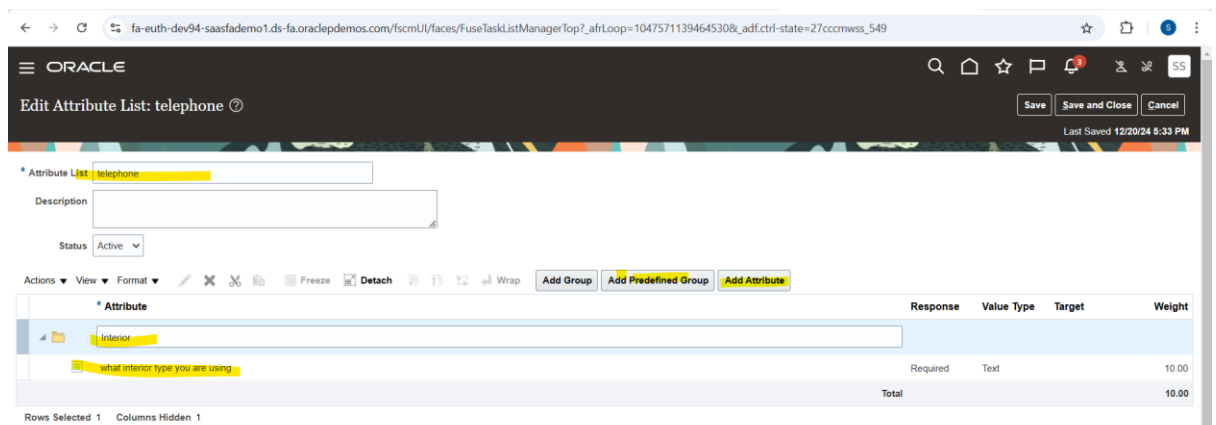 fa-euth-dev94-saasfademo1.ds-fa.oraclepdemos.com/fscmUI/faces/FuseTaskListManagerTop?_afrLoop=1047571139464530&_adf.ctrl-state=27cccmwss_549
S
ORACLE
3
SS
Edit Attribute List: telephone
Save Save and Close Cancel
Last Saved 12/20/24 5:33 PM
* Attribute List telephone
Description
Status Active
Actions View Format Freeze Detach Wrap Add Group Add Predefined Group Add Attribute
* Attribute Response Value Type Target Weight
Interior
what interior type you are using Required Text 10.00
Total 10.00
Rows Selected 1 Columns Hidden 1